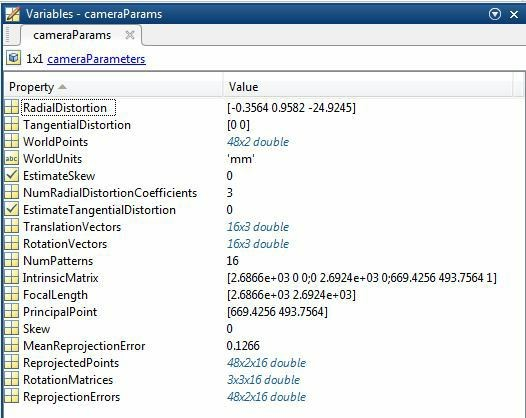 Variables - cameraParams
cameraParams
1x1 cameraParameters
Property Value
RadialDistortion [-0.3564 0.9582 -24.9245]
TangentialDistortion [0 0]
WorldPoints 48x2 double
abc WorldUnits 'mm'
EstimateSkew 0
NumRadialDistortionCoefficients 3
EstimateTangentialDistortion 0
TranslationVectors 16x3 double
RotationVectors 16x3 double
NumPatterns 16
IntrinsicMatrix [2.6866e+03 0 0;0 2.6924e+03 0;669.4256 493.7564 1]
FocalLength [2.6866e+03 2.6924e+03]
PrincipalPoint [669.4256 493.7564]
Skew 0
MeanReprojectionError 0.1266
ReprojectedPoints 48x2x16 double
RotationMatrices 3x3x16 double
ReprojectionErrors 48x2x16 double